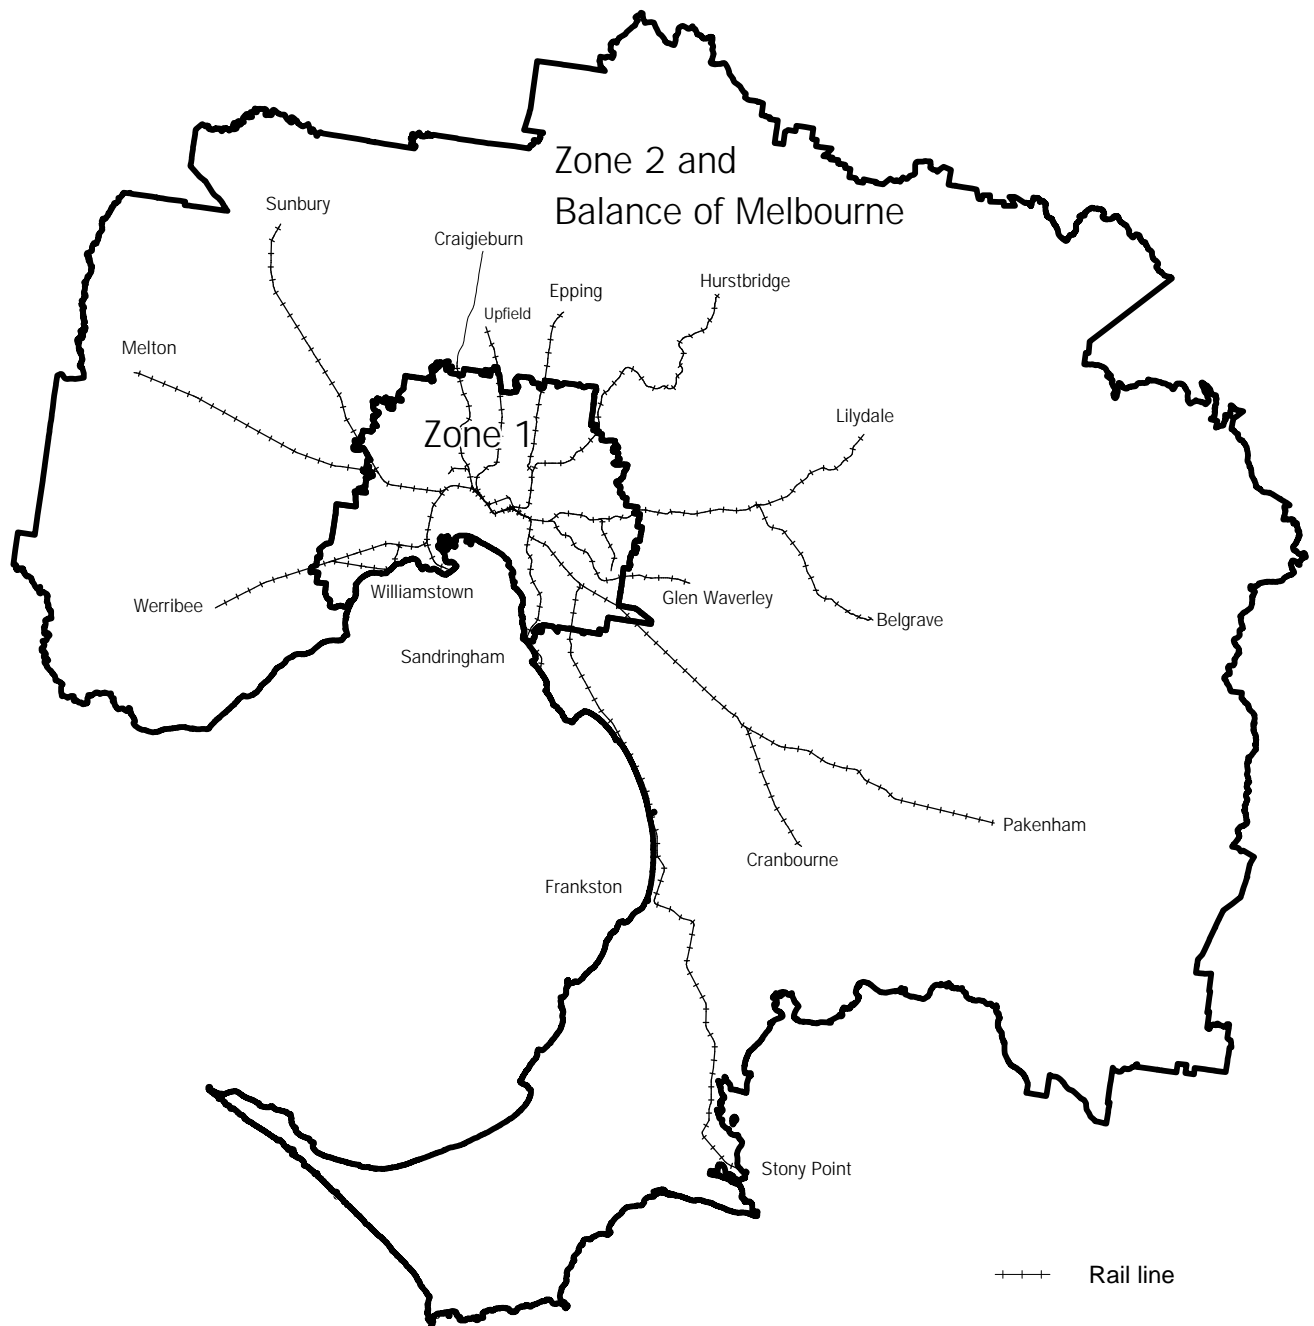 Zone 2 and
Balance of Melbourne
Sunbury
Craigieburn
Hurstbridge
Epping
Upfield
Melton
Lilydale
Zone 1
Williamstown
Glen Waverley
Werribee
Belgrave
Sandringham
Pakenham
Cranbourne
Frankston
Stony Point
Rail line